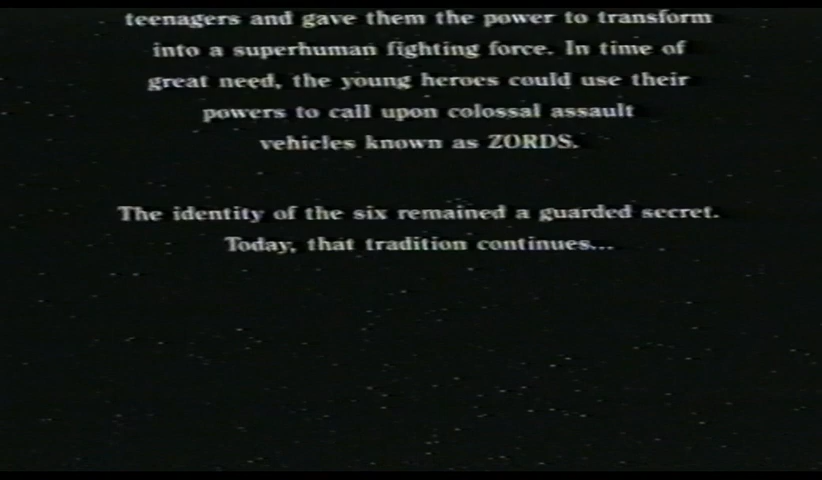 teenagers and gave them the power to transform
into a superhuman fighting force. In time of
great need, the young heroes could use their
powers to call upon colossal assault
vehicles known as ZORDS.
The identity of the six remained a guarded secret.
Today, that tradition continues...